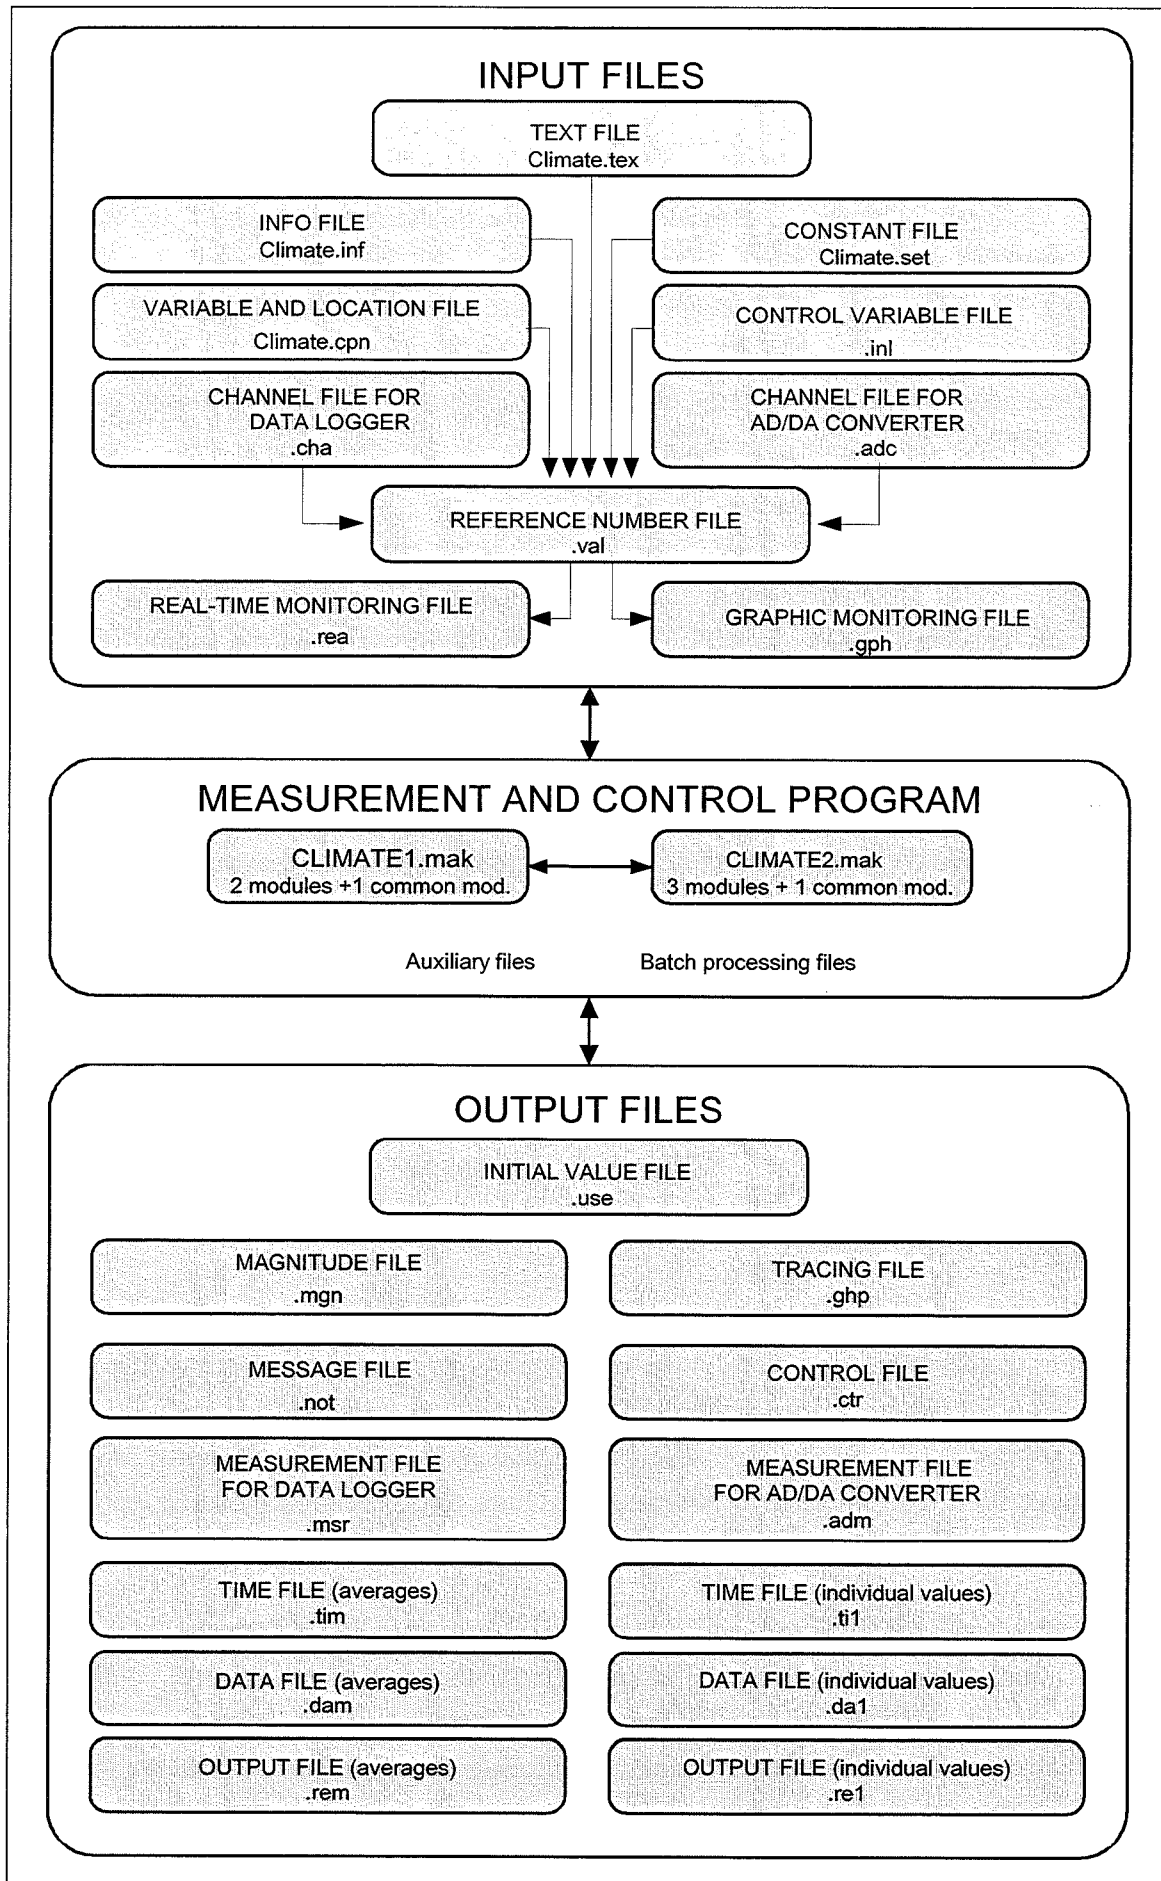 INPUT FILES
TEXT FILE
Climate.tex
INFO FILE
Climate.inf
CONSTANT FILE
Climate.set
VARIABLE AND LOCATION FILE
Climate.cpn
CONTROL VARIABLE FILE
.inl
CHANNEL FILE FOR
DATA LOGGER
.cha
CHANNEL FILE FOR
AD/DA CONVERTER
.adc
REFERENCE NUMBER FILE
.val
REAL-TIME MONITORING FILE
.rea
GRAPHIC MONITORING FILE
.gph
MEASUREMENT AND CONTROL PROGRAM
CLIMATE1.mak
2 modules +1 common mod.
CLIMATE2.mak
3 modules + 1 common mod.
Auxiliary files
Batch processing files
OUTPUT FILES
INITIAL VALUE FILE
.use
MAGNITUDE FILE
.mgn
TRACING FILE
.ghp
MESSAGE FILE
.not
CONTROL FILE
.ctr
MEASUREMENT FILE
FOR DATA LOGGER
.msr
MEASUREMENT FILE
FOR AD/DA CONVERTER
.adm
TIME FILE (averages)
.tim
TIME FILE (individual values)
.ti1
DATA FILE (averages)
.dam
DATA FILE (individual values)
.da1
OUTPUT FILE (averages)
.rem
OUTPUT FILE (individual values)
.re1